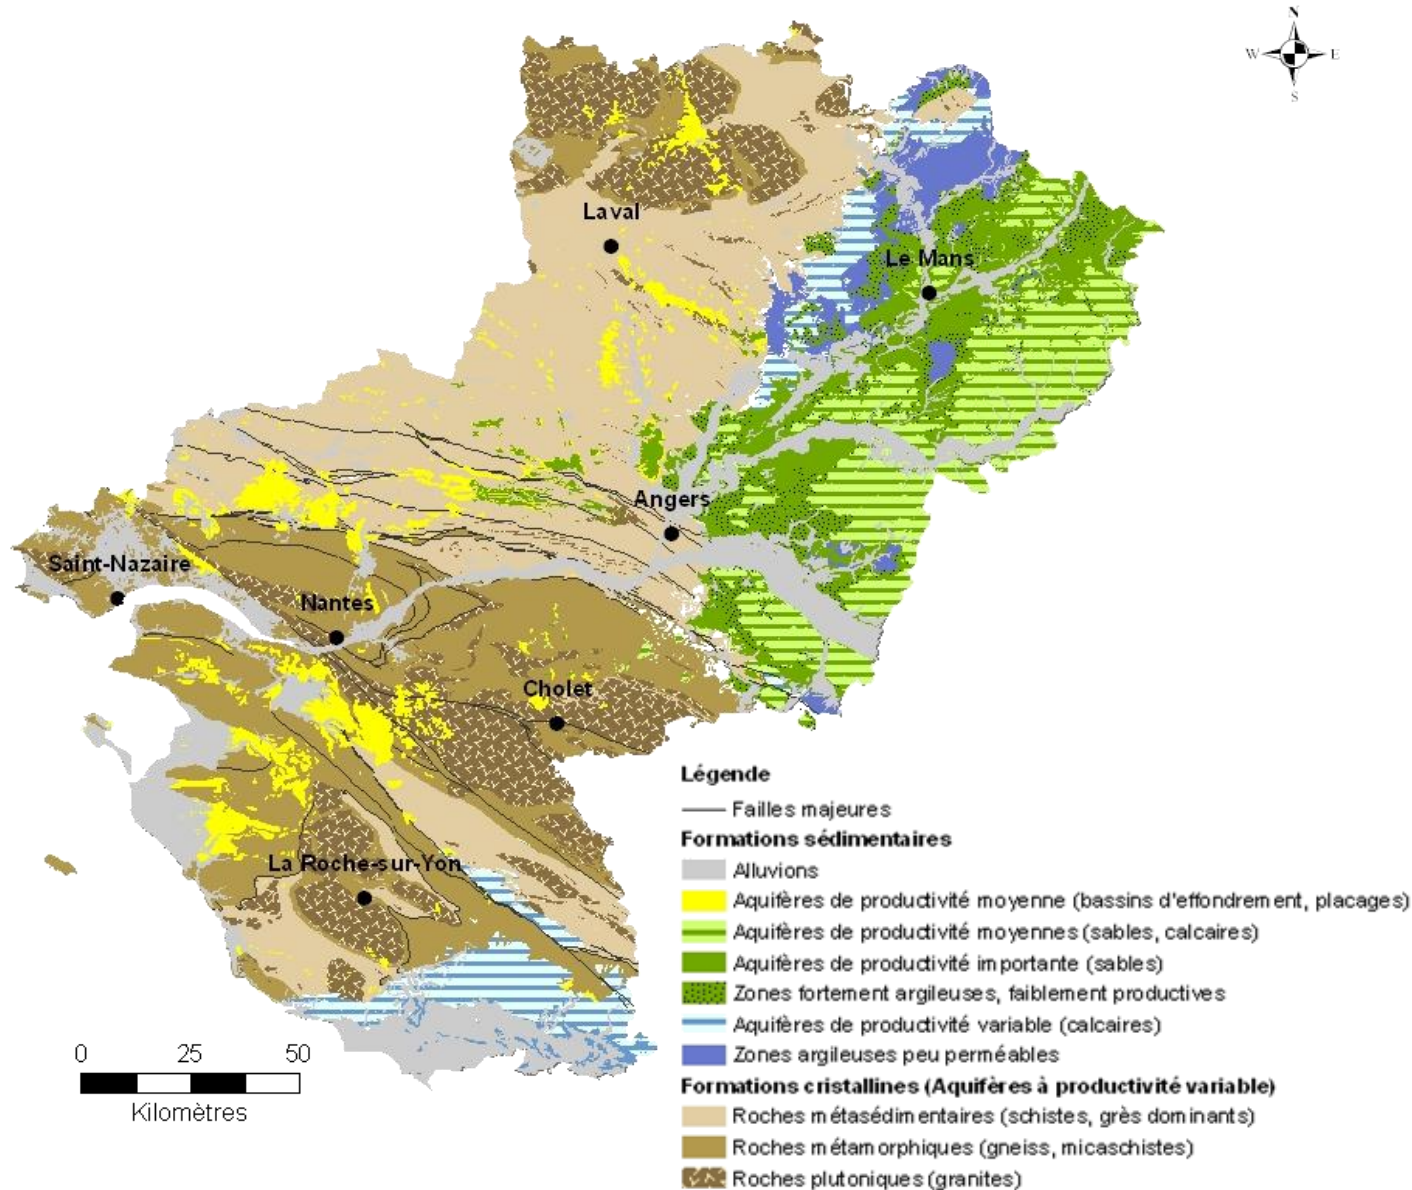 N
W E
S
Laval
Le Mans
Angers
Saint-Nazaire
Nantes
Cholet
La Roche-sur-Yon
0 25 50
Kilomètres
Légende
Failles majeures
Formations sédimentaires
Alluvions
Aquifères de productivité moyenne (bassins d'effondrement, placages)
Aquifères de productivité moyennes (sables, calcaires)
Aquifères de productivité importante (sables)
Zones fortement argileuses, faiblement productives
Aquifères de productivité variable (calcaires)
Zones argileuses peu perméables
Formations cristallines (Aquifères à productivité variable)
Roches métasédimentaires (schistes, grès dominants)
Roches métamorphiques (gneiss, micaschistes)
Roches plutoniques (granites)